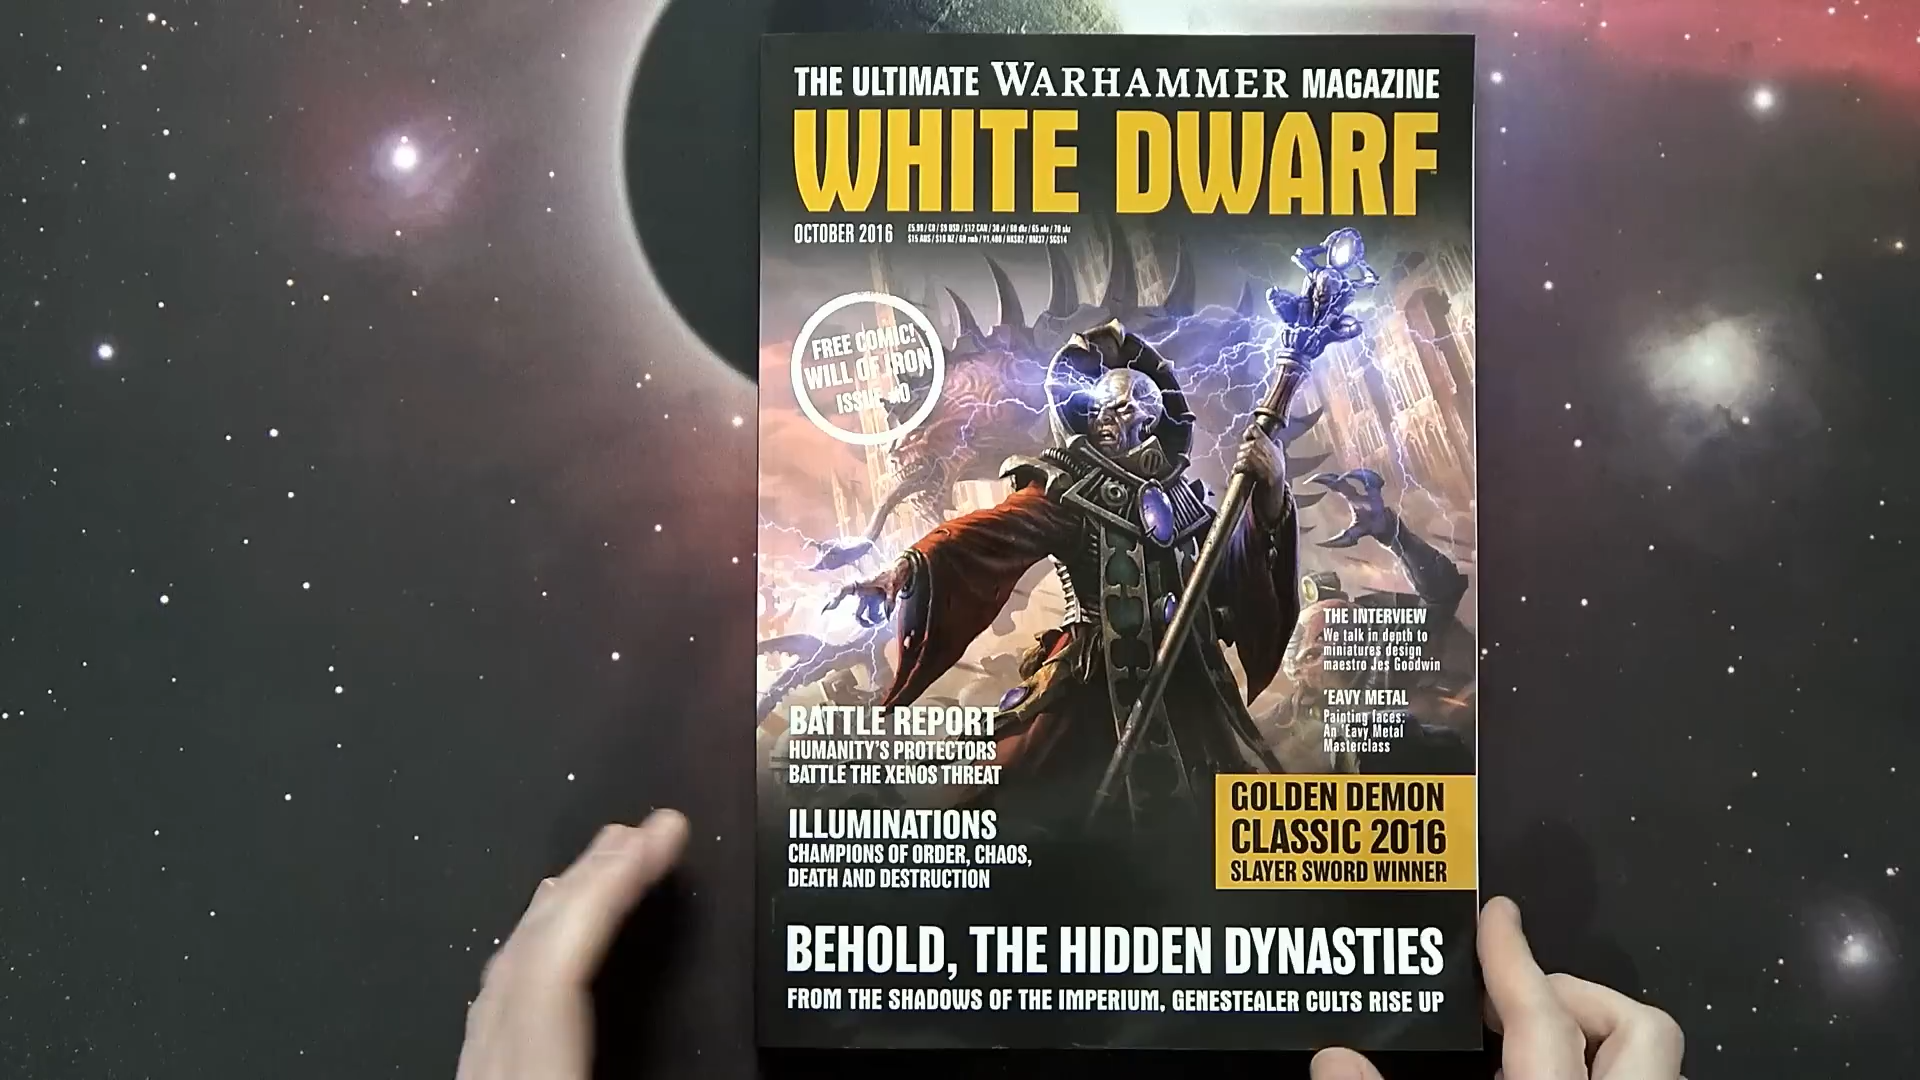 THE ULTIMATE WARHAMMER MAGAZINE
WHITE DWARF
OCTOBER 2016
FREE COMIC!
WILL OF IRON
ISSUE #0
THE INTERVIEW
We talk in depth to
miniatures design
maestro Jes Goodwin
'EAVY METAL
Painting faces:
An 'Eavy Metal
Masterclass
BATTLE REPORT
HUMANITY'S PROTECTORS
BATTLE THE XENOS THREAT
ILLUMINATIONS
CHAMPIONS OF ORDER, CHAOS,
DEATH AND DESTRUCTION
GOLDEN DEMON
CLASSIC 2016
SLAYER SWORD WINNER
BEHOLD, THE HIDDEN DYNASTIES
FROM THE SHADOWS OF THE IMPERIUM, GENESTEALER CULTS RISE UP